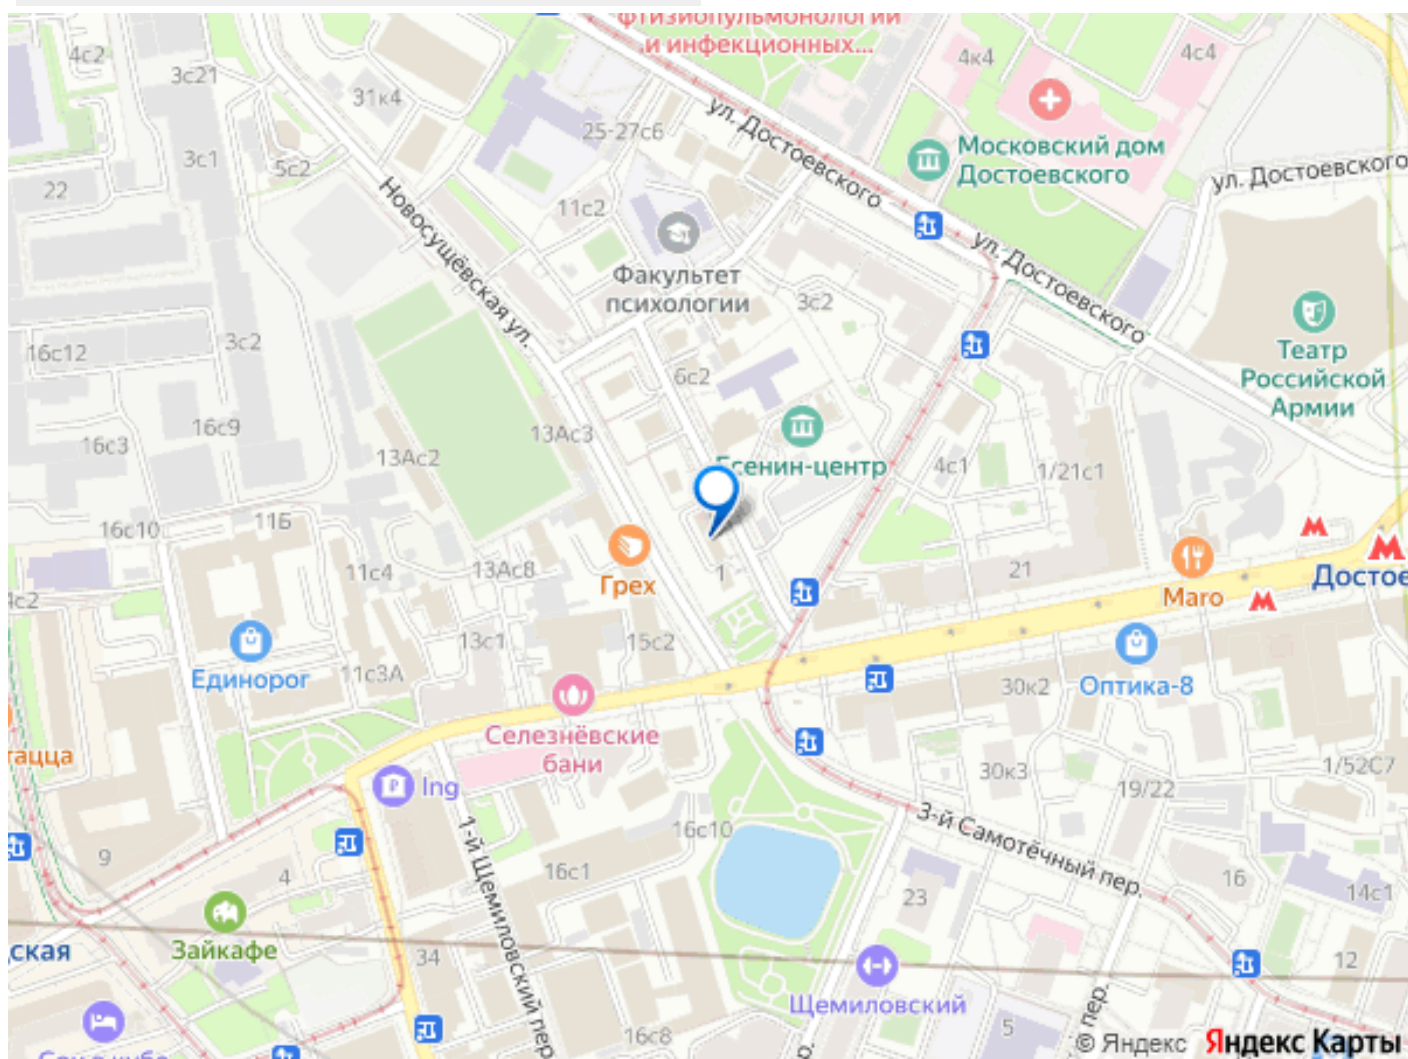 фтизиопульмонологии
и инфекционных...
4с2
3с21
31к4
4к4
4с4
25-27с6
ул. Достоевского
Московский дом
Достоевского
ул. Достоевского
3с1
5с2
22
11с2
Новосущёвская ул.
Факультет
психологии
3с2
ул. Достоевского
Театр
Российской
Армии
16с12
3с2
6с2
16с3
16с9
13Ас3
13Ас2
Есенин-центр
4с1
1/21с1
16с10
11Б
11с4
13Ас8
Грех
1
21
Maro
Достое
4с2
13с1
15с2
Единорог
11с3А
30к2
Оптика-8
Селезнёвские
бани
тацца
Ing
30к3
19/22
1/52С7
1-й Щемиловский пер.
16с10
3-й Самотёчный пер.
9
4
16с1
23
16
14с1
Зайкафе
ская
34
12
Щемиловский
16с8
5
пер.
© Яндекс Яндекс Карты